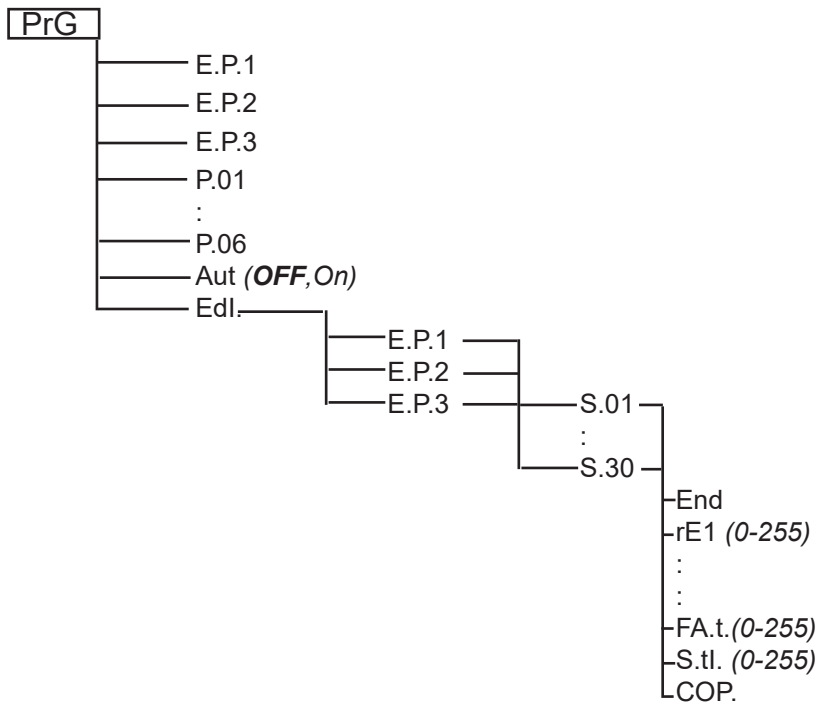 PrG
E.P.1
E.P.2
E.P.3
P.01
:
P.06
Aut (OFF,On)
EdI.
E.P.1
E.P.2
E.P.3
S.01
:
S.30
End
rE1 (0-255)
:
:
FA.t.(0-255)
S.tI. (0-255)
COP.